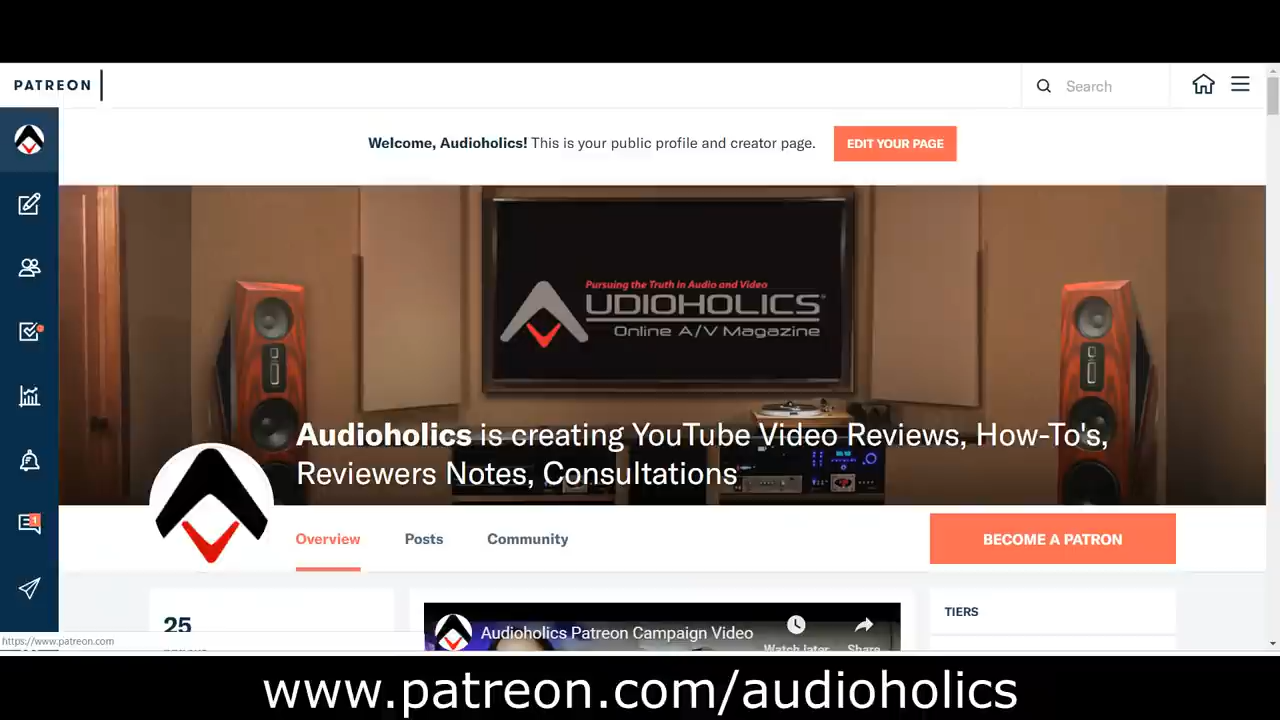 PATREON
Search
Welcome, Audioholics! This is your public profile and creator page.
EDIT YOUR PAGE
Pursuing the Truth in Audio and Video
UDIOHOLICS
Online A/V Magazine
Audioholics is creating YouTube Video Reviews, How-To's,
Reviewers Notes, Consultations
Overview
Posts
Community
BECOME A PATRON
1
25
Audioholics Patreon Campaign Video
Watch later
Share
TIERS
https://www.patreon.com
www.patreon.com/audioholics